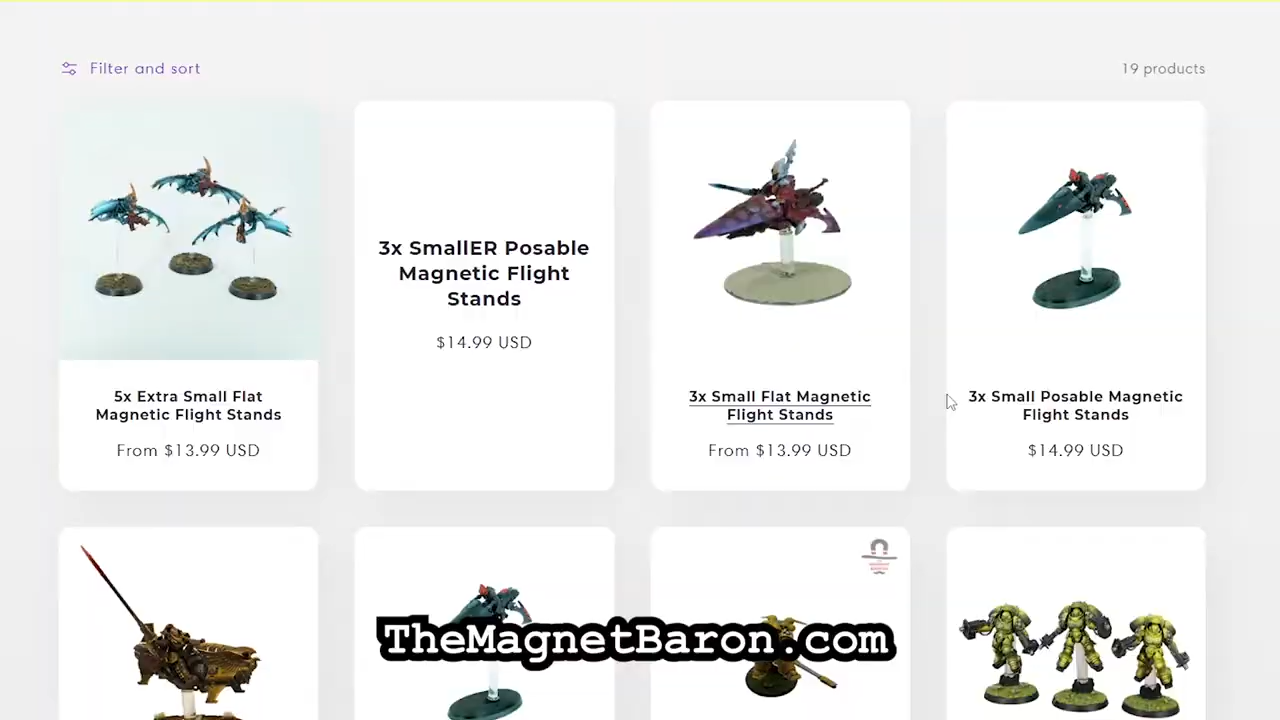 Filter and sort
19 products
3x SmallER Posable
Magnetic Flight
Stands
$14.99 USD
5x Extra Small Flat
Magnetic Flight Stands
From $13.99 USD
3x Small Flat Magnetic
Flight Stands
From $13.99 USD
3x Small Posable Magnetic
Flight Stands
$14.99 USD
TheMagnetBaron.com